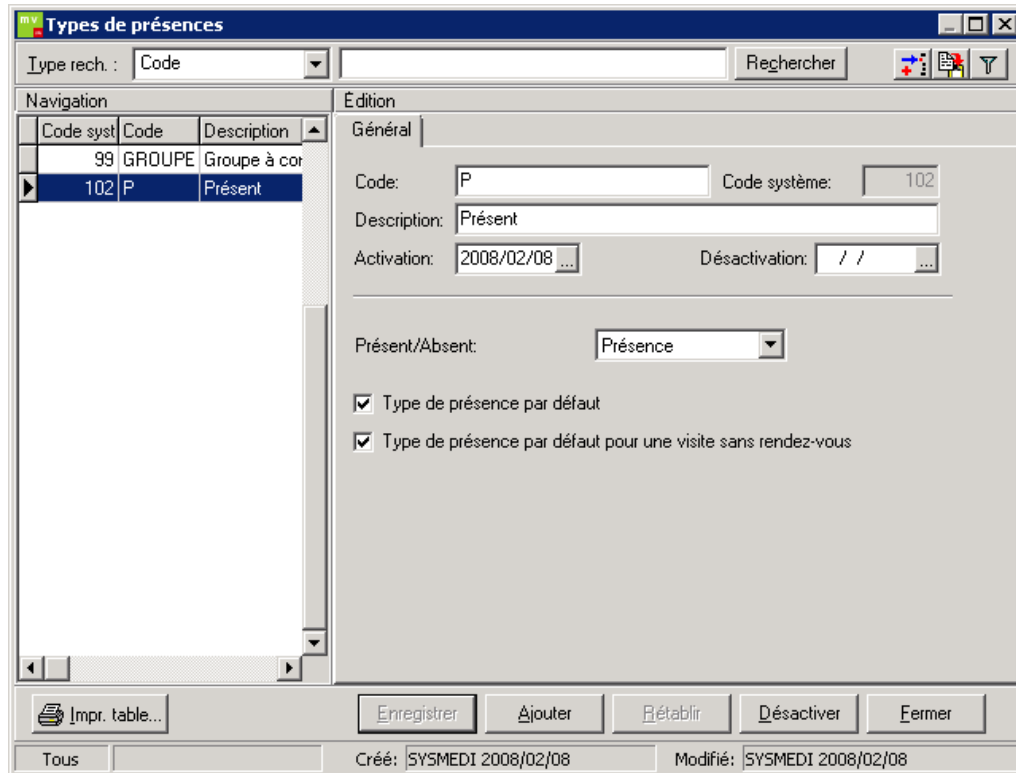 mv Types de présences
Type rech. : Code Rechercher
Navigation
Édition
Code syst Code Description
99 GROUPE Groupe à cor
102 P Présent
Général
Code: P Code système: 102
Description: Présent
Activation: 2008/02/08 ... Désactivation: / / ...
Présent/Absent: Présence
Type de présence par défaut
Type de présence par défaut pour une visite sans rendez-vous
Impr. table... Enregistrer Ajouter Rétablir Désactiver Fermer
Tous Créé: SYSMEDI 2008/02/08 Modifié: SYSMEDI 2008/02/08